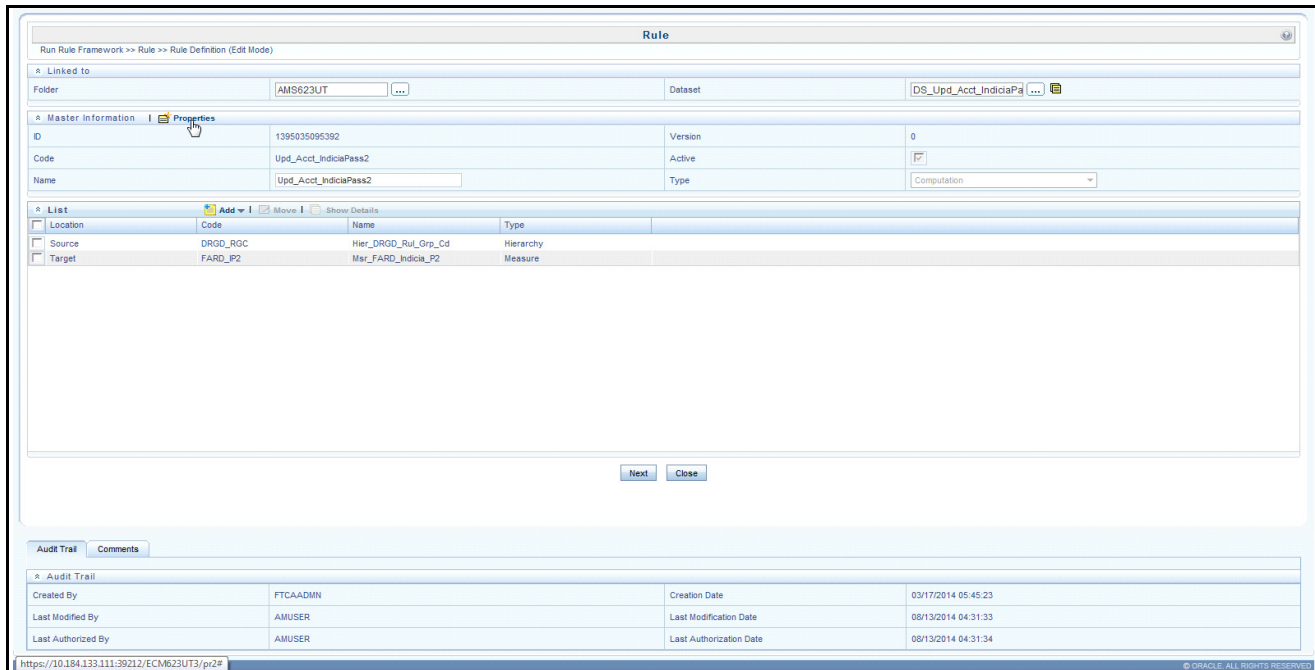 Rule
Run Rule Framework >> Rule >> Rule Definition (Edit Mode)
Linked to
Folder AMS623UT ... Dataset DS_Upd_Acct_IndiciaPa ...
Master Information | Properties
ID 1395035095392 Version 0
Code Upd_Acct_IndiciaPass2 Active
Name Upd_Acct_IndiciaPass2 Type Computation
List Add | Move | Show Details
Location Code Name Type
Source DRGD_RGC Hier_DRGD_Rul_Grp_Cd Hierarchy
Target FARD_IP2 Msr_FARD_Indicia_P2 Measure
Next Close
Audit Trail Comments
Audit Trail
Created By FTCAADMN Creation Date 03/17/2014 05:45:23
Last Modified By AMUSER Last Modification Date 08/13/2014 04:31:33
Last Authorized By AMUSER Last Authorization Date 08/13/2014 04:31:34
https://10.184.133.111:39212/ECM623UT3/pr2#
© ORACLE. ALL RIGHTS RESERVED